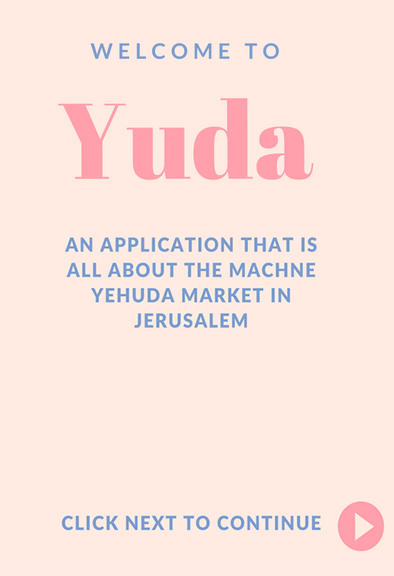 WELCOME TO
Yuda
AN APPLICATION THAT IS
ALL ABOUT THE MACHNE
YEHUDA MARKET IN
JERUSALEM
CLICK NEXT TO CONTINUE